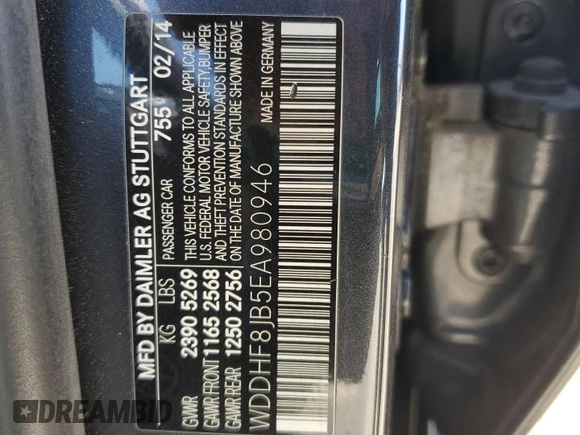 MFD BY DAIMLER AG STUTTGART
PASSENGER CAR 755 02/14
KG LBS
GVWR 2390 5269
GAWR FRONT 1165 2568
GAWR REAR 1250 2756
THIS VEHICLE CONFORMS TO ALL APPLICABLE
U.S. FEDERAL MOTOR VEHICLE SAFETY, BUMPER
AND THEFT PREVENTION STANDARDS IN EFFECT
ON THE DATE OF MANUFACTURE SHOWN ABOVE
WDDHF8JB5EA980946
MADE IN GERMANY
DREAMBID